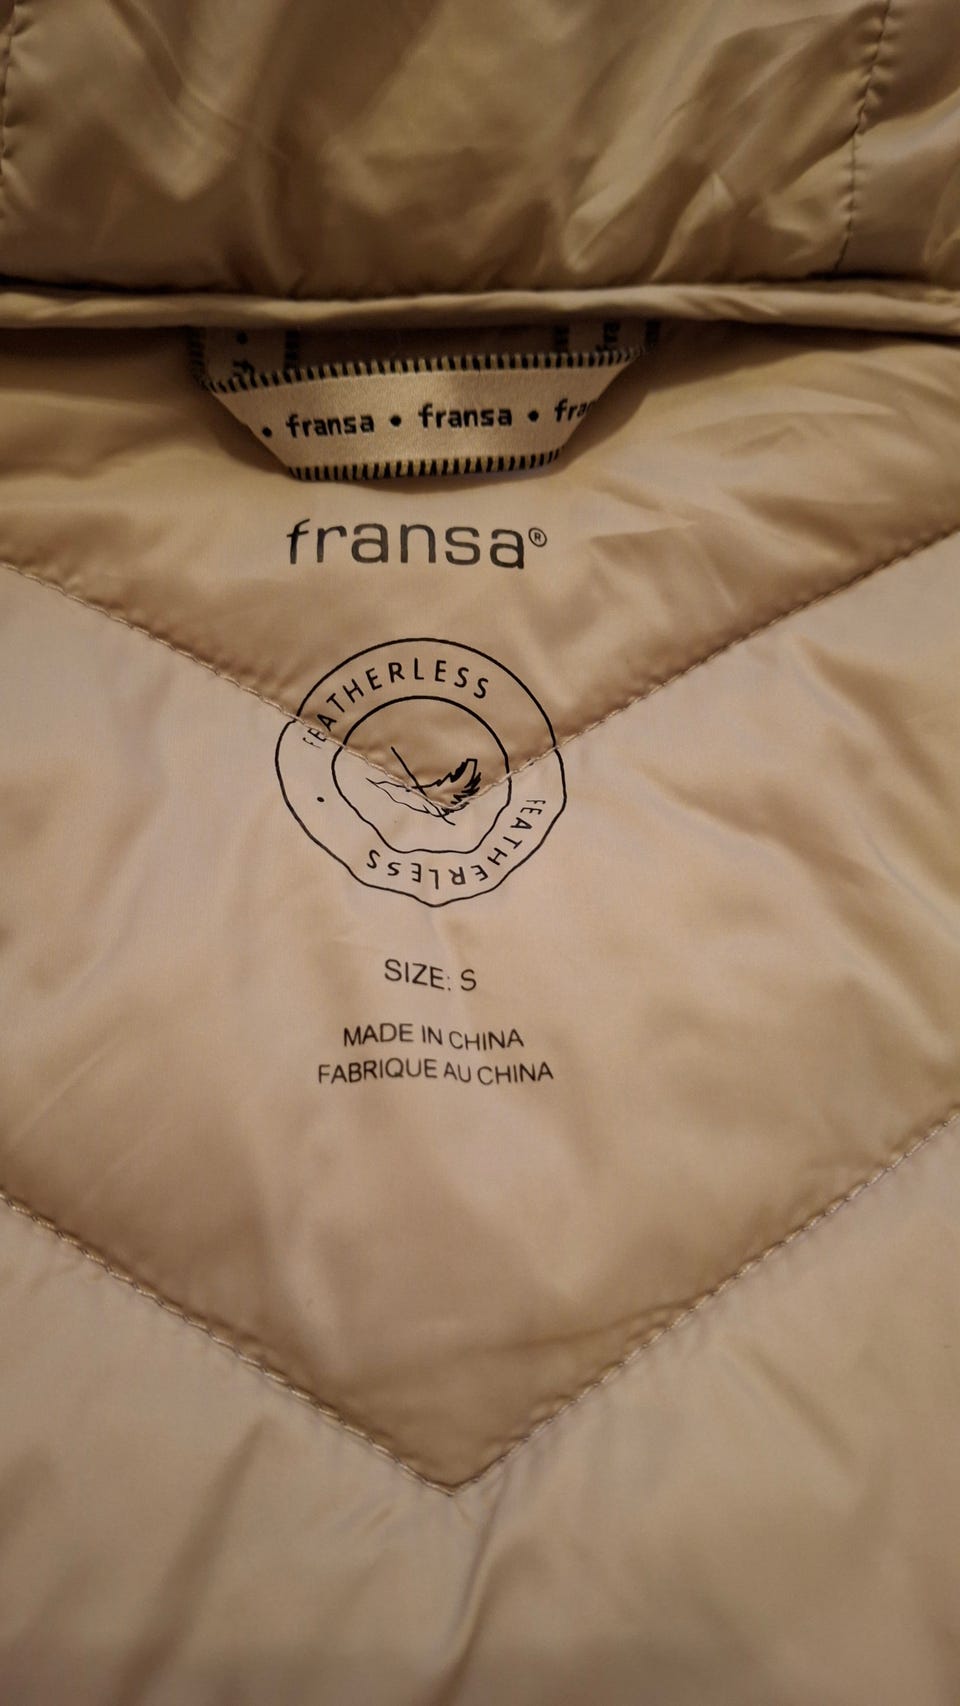 • fransa • fransa • fra
fransa®
FEATHERLESS
• FEATHERLESS
SIZE: S
MADE IN CHINA
FABRIQUE AU CHINA